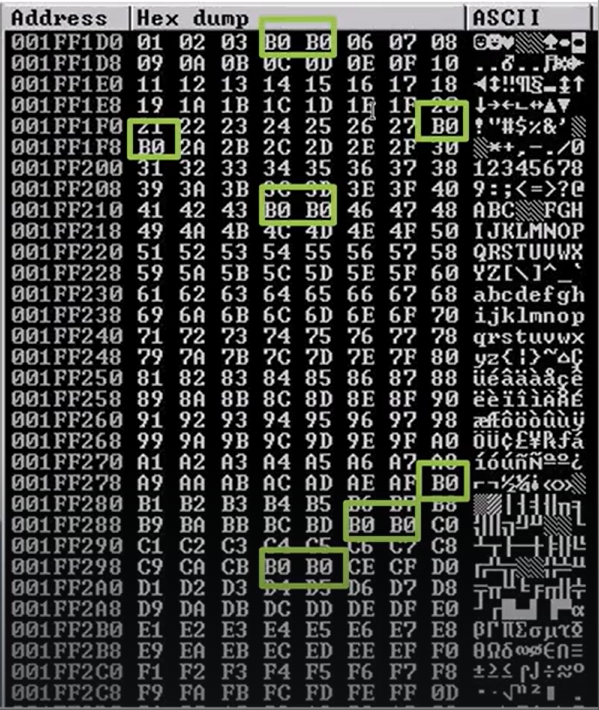 Address Hex dump ASCII
001FF1D0 01 02 03 B0 B0 06 07 08 ☺☻♥░░♠•◘
001FF1D8 09 0A 0B 0C 0D 0E 0F 10 ..♂..♫☼►
001FF1E0 11 12 13 14 15 16 17 18 ◄↕‼¶§▬↨↑
001FF1E8 19 1A 1B 1C 1D 1E 1F 20 ↓→←∟↔▲▼
001FF1F0 21 22 23 24 25 26 27 B0 !"#$%&'░
001FF1F8 B0 2A 2B 2C 2D 2E 2F 30 ░*+,-./0
001FF200 31 32 33 34 35 36 37 38 12345678
001FF208 39 3A 3B 3C 3D 3E 3F 40 9:;<=>?@
001FF210 41 42 43 B0 B0 46 47 48 ABC░░FGH
001FF218 49 4A 4B 4C 4D 4E 4F 50 IJKLMNOP
001FF220 51 52 53 54 55 56 57 58 QRSTUVWX
001FF228 59 5A 5B 5C 5D 5E 5F 60 YZ[\]^_`
001FF230 61 62 63 64 65 66 67 68 abcdefgh
001FF238 69 6A 6B 6C 6D 6E 6F 70 ijklmnop
001FF240 71 72 73 74 75 76 77 78 qrstuvwx
001FF248 79 7A 7B 7C 7D 7E 7F 80 yz{|}~⌂Ç
001FF250 81 82 83 84 85 86 87 88 üéâäàåçê
001FF258 89 8A 8B 8C 8D 8E 8F 90 ëèïîìÄÅÉ
001FF260 91 92 93 94 95 96 97 98 æÆôöòûùÿ
001FF268 99 9A 9B 9C 9D 9E 9F A0 ÖÜ¢£¥₧ƒá
001FF270 A1 A2 A3 A4 A5 A6 A7 A8 íóúñÑªº¿
001FF278 A9 AA AB AC AD AE AF B0 ⌐¬½¼¡«»░
001FF280 B1 B2 B3 B4 B5 B6 B7 B8 ▒▓│┤╡╢╖╕
001FF288 B9 BA BB BC BD B0 B0 C0 ╣║╗╝╜░░└
001FF290 C1 C2 C3 C4 C5 C6 C7 C8 ┴┬├─┼╞╟╚
001FF298 C9 CA CB B0 B0 CE CF D0 ╔╩╦░░╬╧╨
001FF2A0 D1 D2 D3 D4 D5 D6 D7 D8 ╤╥╙╘╒╓╫╪
001FF2A8 D9 DA DB DC DD DE DF E0 ┘┌█▄▌▐▀α
001FF2B0 E1 E2 E3 E4 E5 E6 E7 E8 βΓπΣσµτΦ
001FF2B8 E9 EA EB EC ED EE EF F0 ΘΩδ∞φε∩≡
001FF2C0 F1 F2 F3 F4 F5 F6 F7 F8 ±≥≤⌠⌡÷≈°
001FF2C8 F9 FA FB FC FD FE FF 0D ∙·√ⁿ²■ .